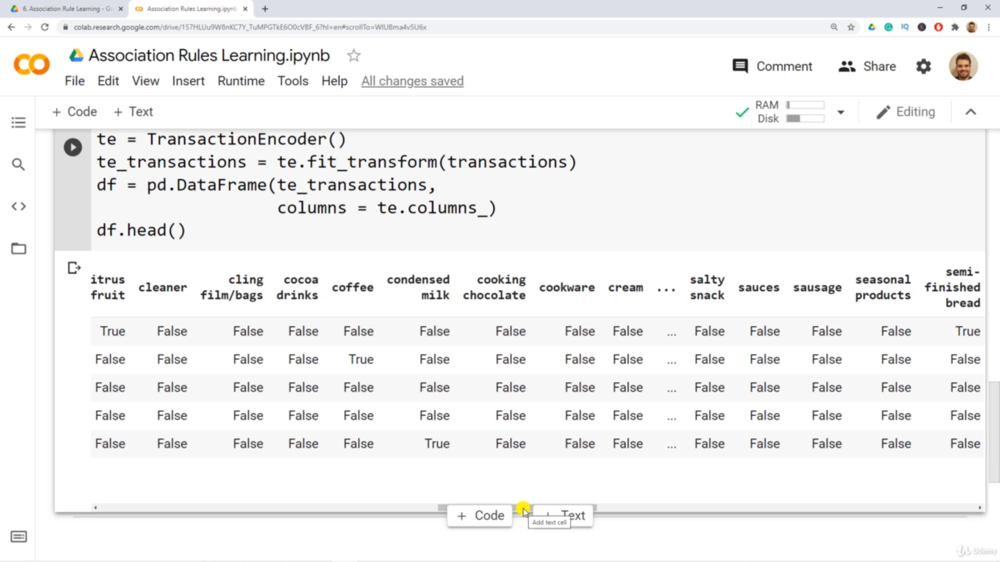 6. Association Rule Learning - Go
Association Rules Learning.ipynb
colab.research.google.com/drive/157HLUu9W8nKC7Y_TuMPGTkE6O0cVBF_6?hl=en#scrollTo=WlUBma4v5U6x
Association Rules Learning.ipynb
Comment
Share
File Edit View Insert Runtime Tools Help All changes saved
+ Code + Text
RAM
Disk
Editing
te = TransactionEncoder()
te_transactions = te.fit_transform(transactions)
df = pd.DataFrame(te_transactions,
columns = te.columns_)
df.head()
itrus fruit cleaner cling film/bags cocoa drinks coffee condensed milk cooking chocolate cookware cream ... salty snack sauces sausage seasonal products semi-finished bread
True False False False False False False False False ... False False False False True
False False False False True False False False False ... False False False False False
False False False False False False False False False ... False False False False False
False False False False False False False False False ... False False False False False
False False False False False True False False False ... False False False False False
+ Code + Text
Add text cell
Udemy